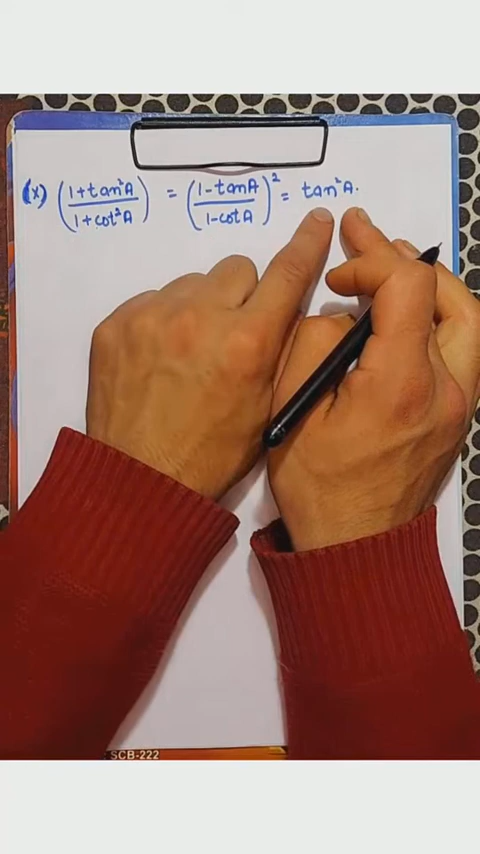 (x) (1+tan²A / 1+cot²A) = (1-tanA / 1-cotA)² = tan²A.
SCB-222